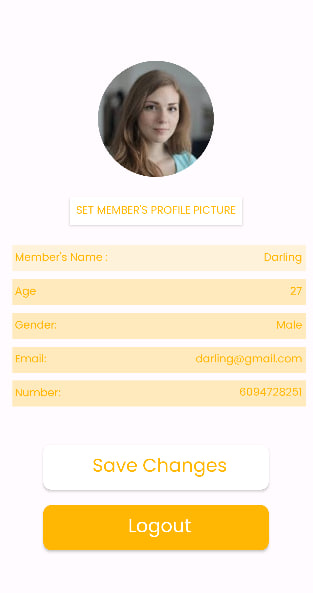 SET MEMBER'S PROFILE PICTURE
Member's Name : Darling
Age 27
Gender: Male
Email: darling@gmail.com
Number: 6094728251
Save Changes
Logout